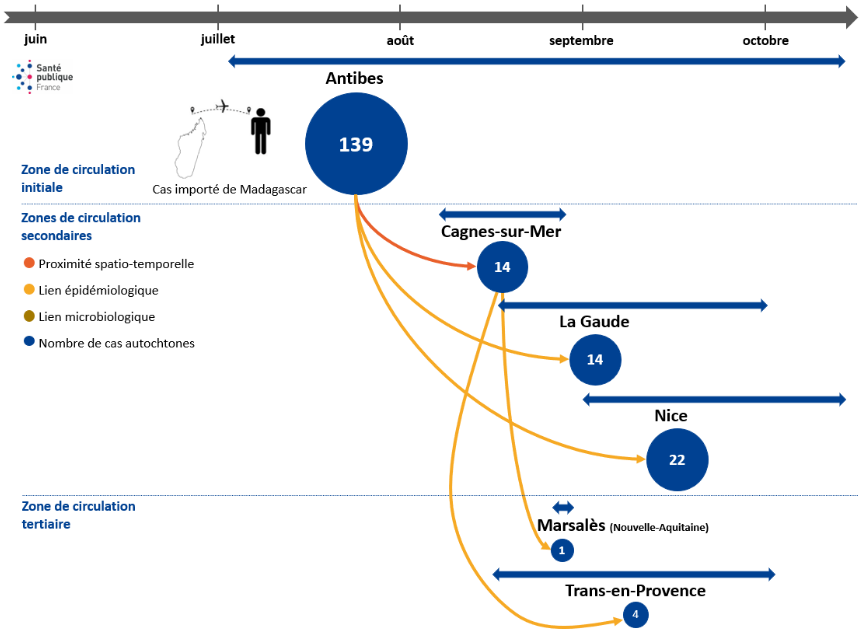 juin
juillet
août
septembre
octobre
Santé
publique
France
Antibes
139
Zone de circulation
initiale
Cas importé de Madagascar
Zones de circulation
secondaires
Cagnes-sur-Mer
14
Proximité spatio-temporelle
Lien épidémiologique
Lien microbiologique
Nombre de cas autochtones
La Gaude
14
Nice
22
Zone de circulation
tertiaire
Marsalès (Nouvelle-Aquitaine)
1
Trans-en-Provence
4